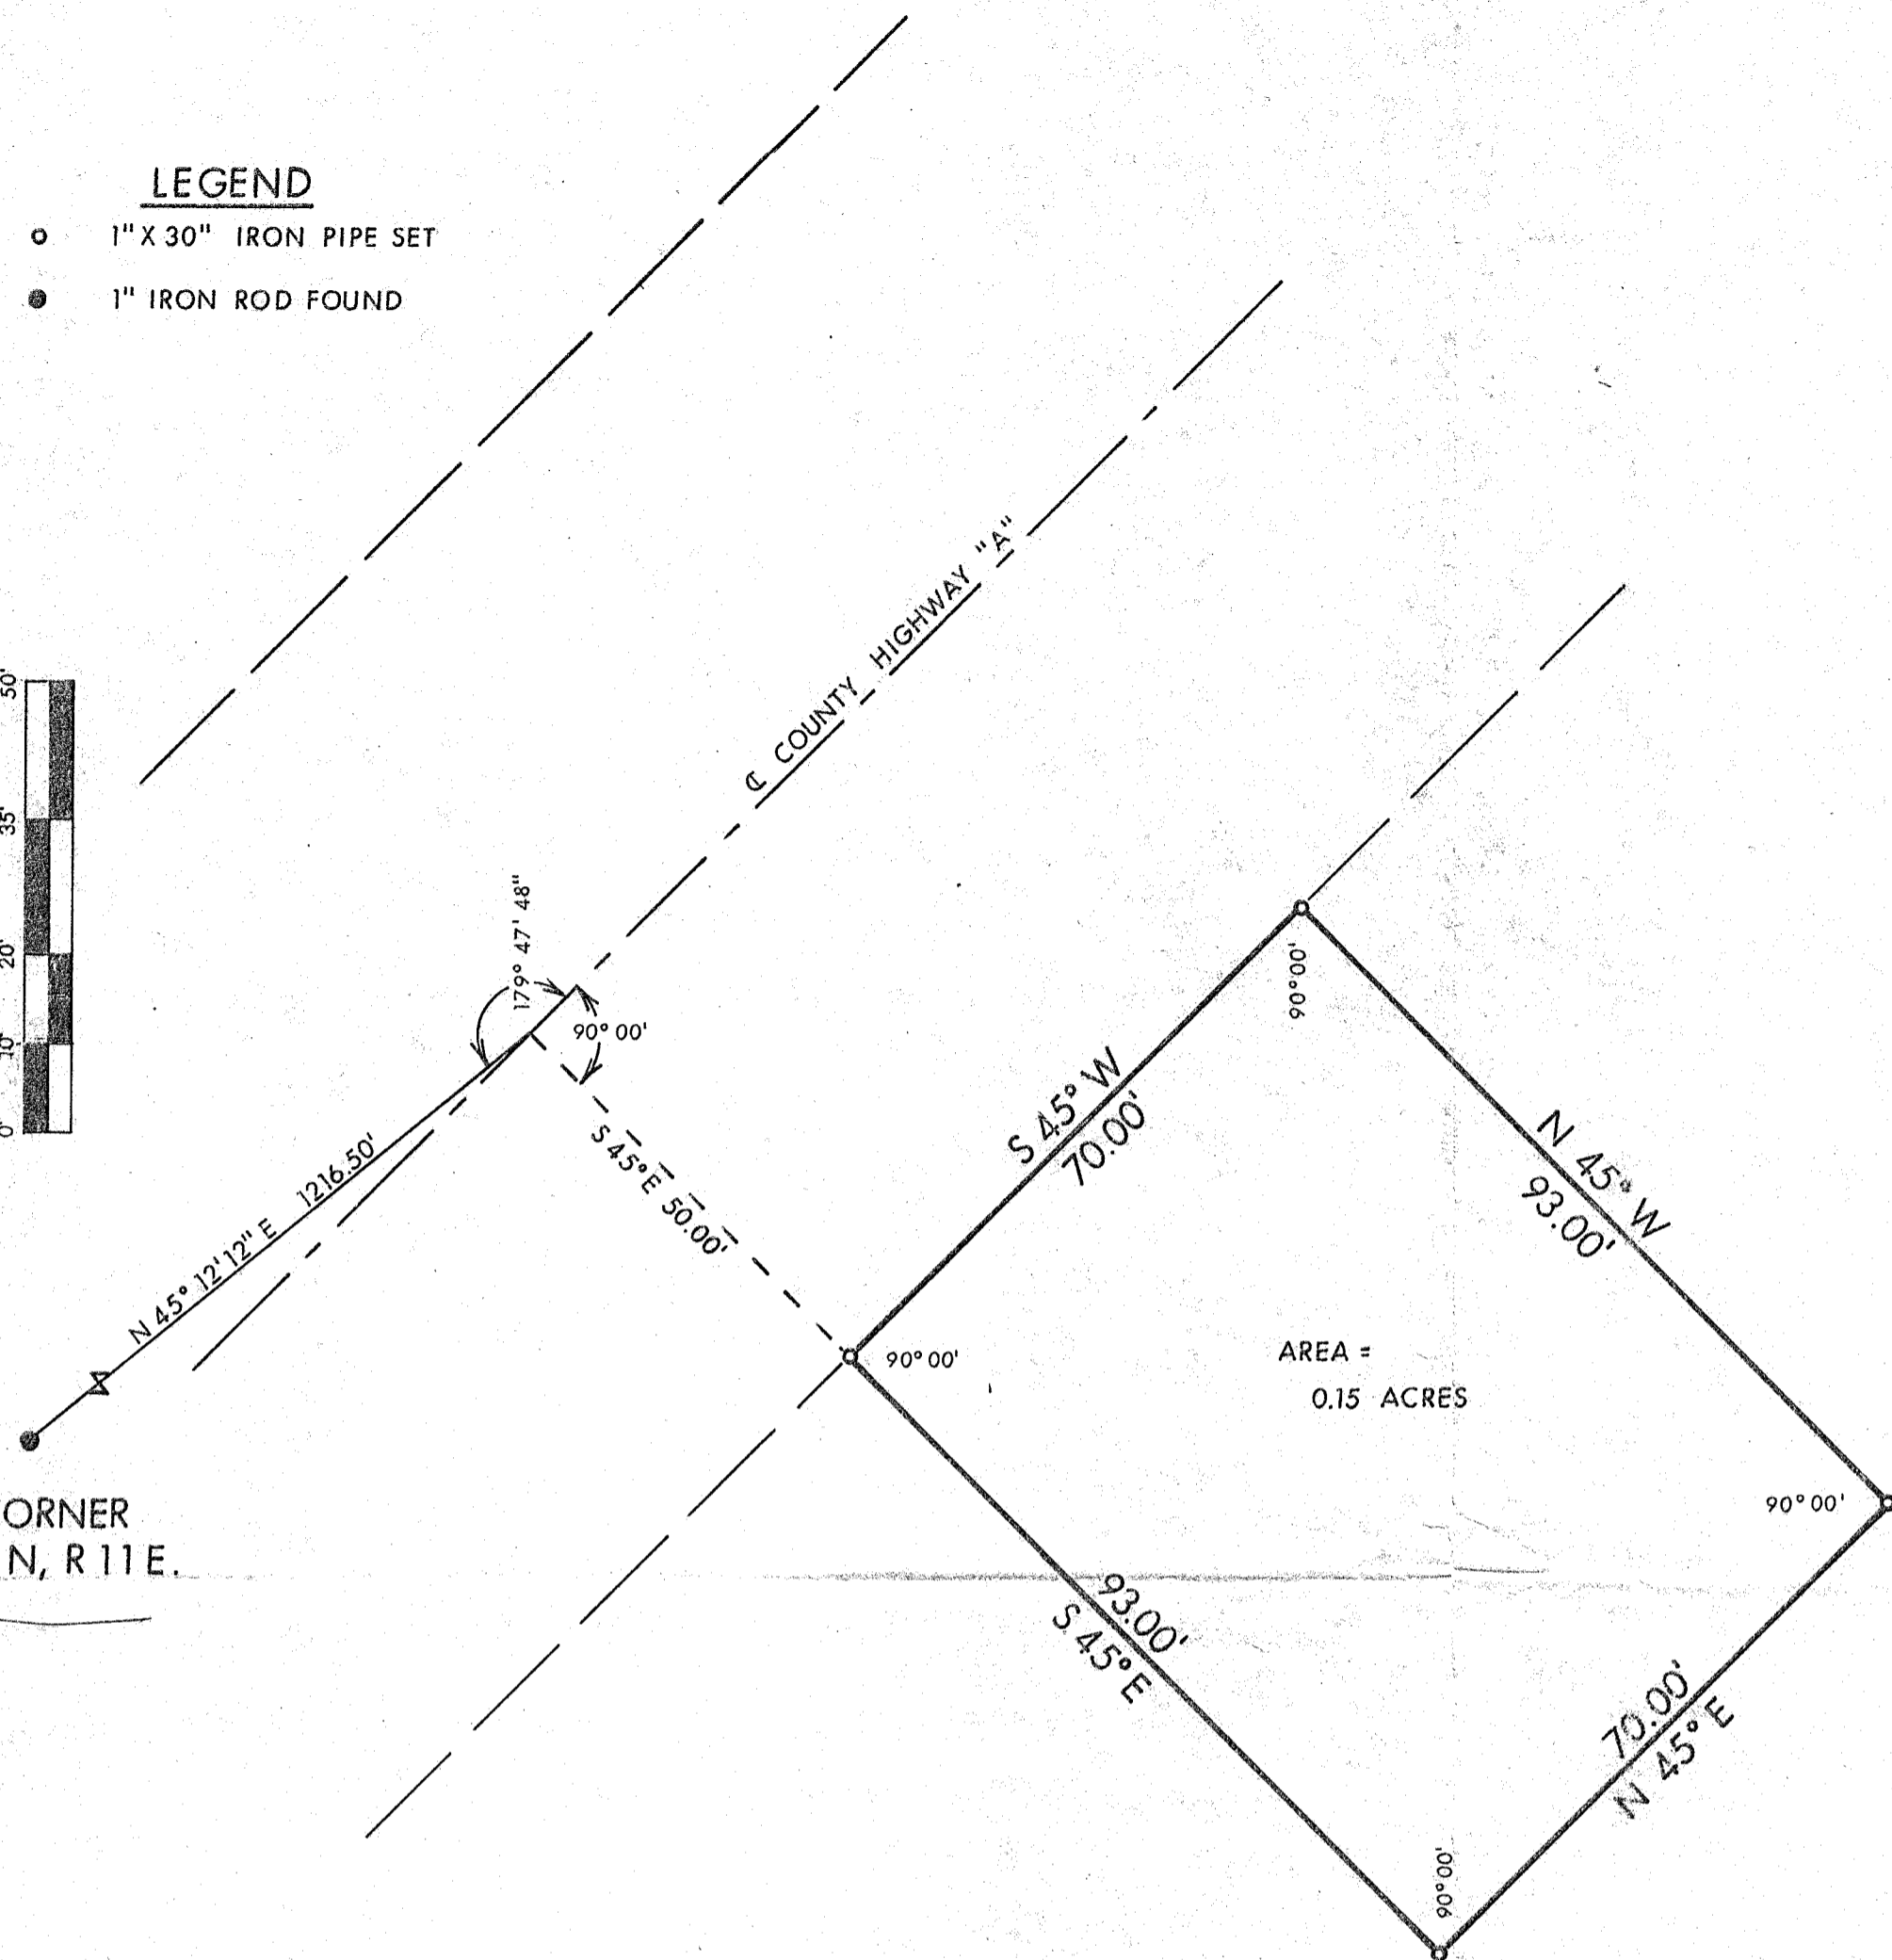 LEGEND
1" X 30" IRON PIPE SET
1" IRON ROD FOUND
50'
35'
20'
10'
0'
℄ COUNTY HIGHWAY "A"
179° 47' 48"
90° 00'
N 45° 12' 12" E 1216.50'
S 45° E 50.00'
S 45° W
70.00'
90° 00'
N 45° W
93.00'
90° 00'
AREA =
0.15 ACRES
90° 00'
93.00'
S 45° E
70.00'
N 45° E
90° 00'
ORNER
N, R 11 E.